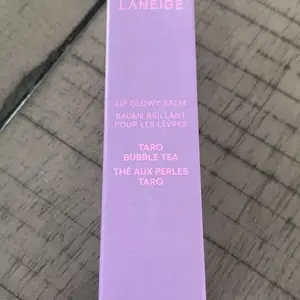 LANEIGE
LIP GLOWY BALM
BAUME BRILLANT
POUR LES LÈVRES
TARO
BUBBLE TEA
THÉ AUX PERLES
TARO